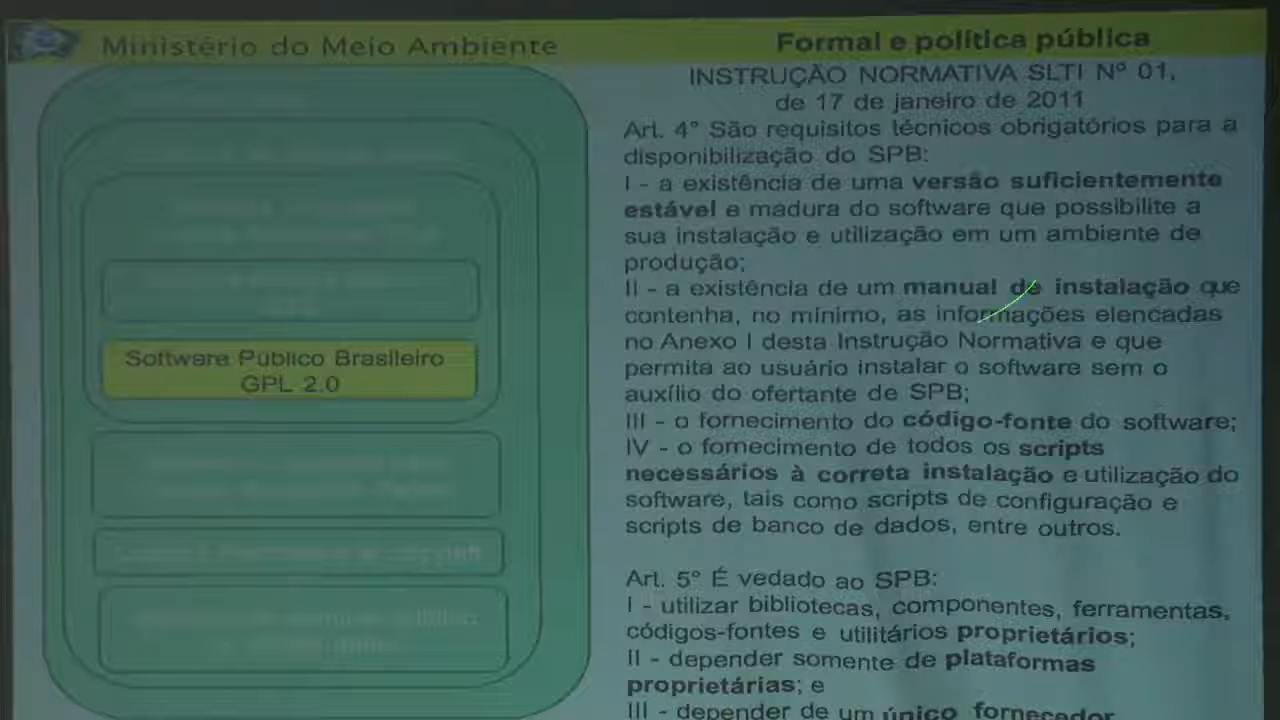 Ministério do Meio Ambiente
Formal e política pública
Software Público Brasileiro
GPL 2.0
INSTRUÇÃO NORMATIVA SLTI Nº 01,
de 17 de janeiro de 2011
Art. 4° São requisitos técnicos obrigatórios para a
disponibilização do SPB:
I - a existência de uma versão suficientemente
estável e madura do software que possibilite a
sua instalação e utilização em um ambiente de
produção;
II - a existência de um manual de instalação que
contenha, no mínimo, as informações elencadas
no Anexo I desta Instrução Normativa e que
permita ao usuário instalar o software sem o
auxílio do ofertante de SPB;
III - o fornecimento do código-fonte do software;
IV - o fornecimento de todos os scripts
necessários à correta instalação e utilização do
software, tais como scripts de configuração e
scripts de banco de dados, entre outros.
Art. 5° É vedado ao SPB:
I - utilizar bibliotecas, componentes, ferramentas,
códigos-fontes e utilitários proprietários;
II - depender somente de plataformas
proprietárias; e
III - depender de um único fornecedor